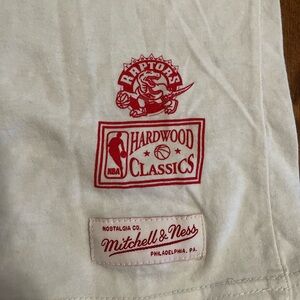 RAPTORS
NBA
HARDWOOD
CLASSICS
NOSTALGIA CO.
Mitchell & Ness
PHILADELPHIA, PA.